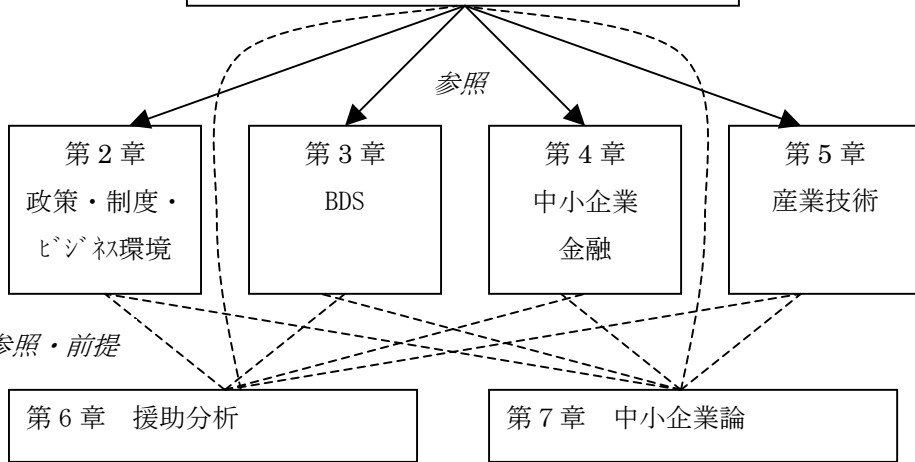 参照
第２章
政策・制度・
ﾋﾞｼﾞﾈｽ環境
第３章
BDS
第４章
中小企業
金融
第５章
産業技術
参照・前提
第６章　援助分析
第７章　中小企業論